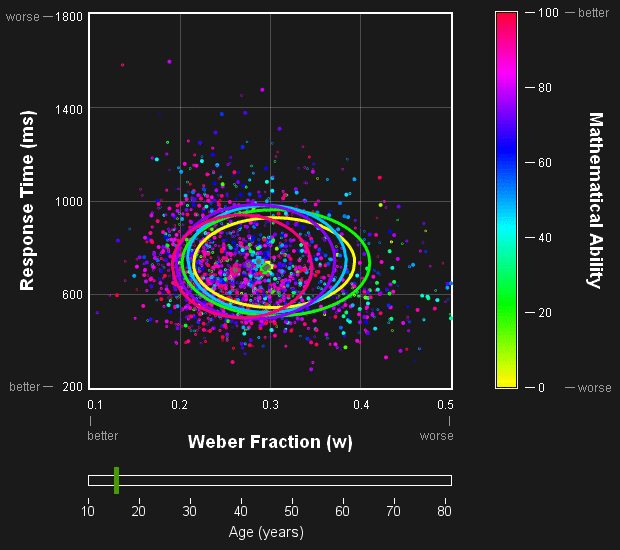 worse
1800
1400
1000
600
better
200
Response Time (ms)
0.1
0.2
0.3
0.4
0.5
better
worse
Weber Fraction (w)
100
better
80
60
40
20
0
worse
Mathematical Ability
10
20
30
40
50
60
70
80
Age (years)